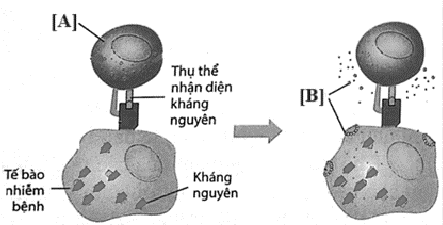 [A]
Thụ thể
nhận diện
kháng
nguyên
[B]
Tế bào
nhiễm
bệnh
Kháng
nguyên